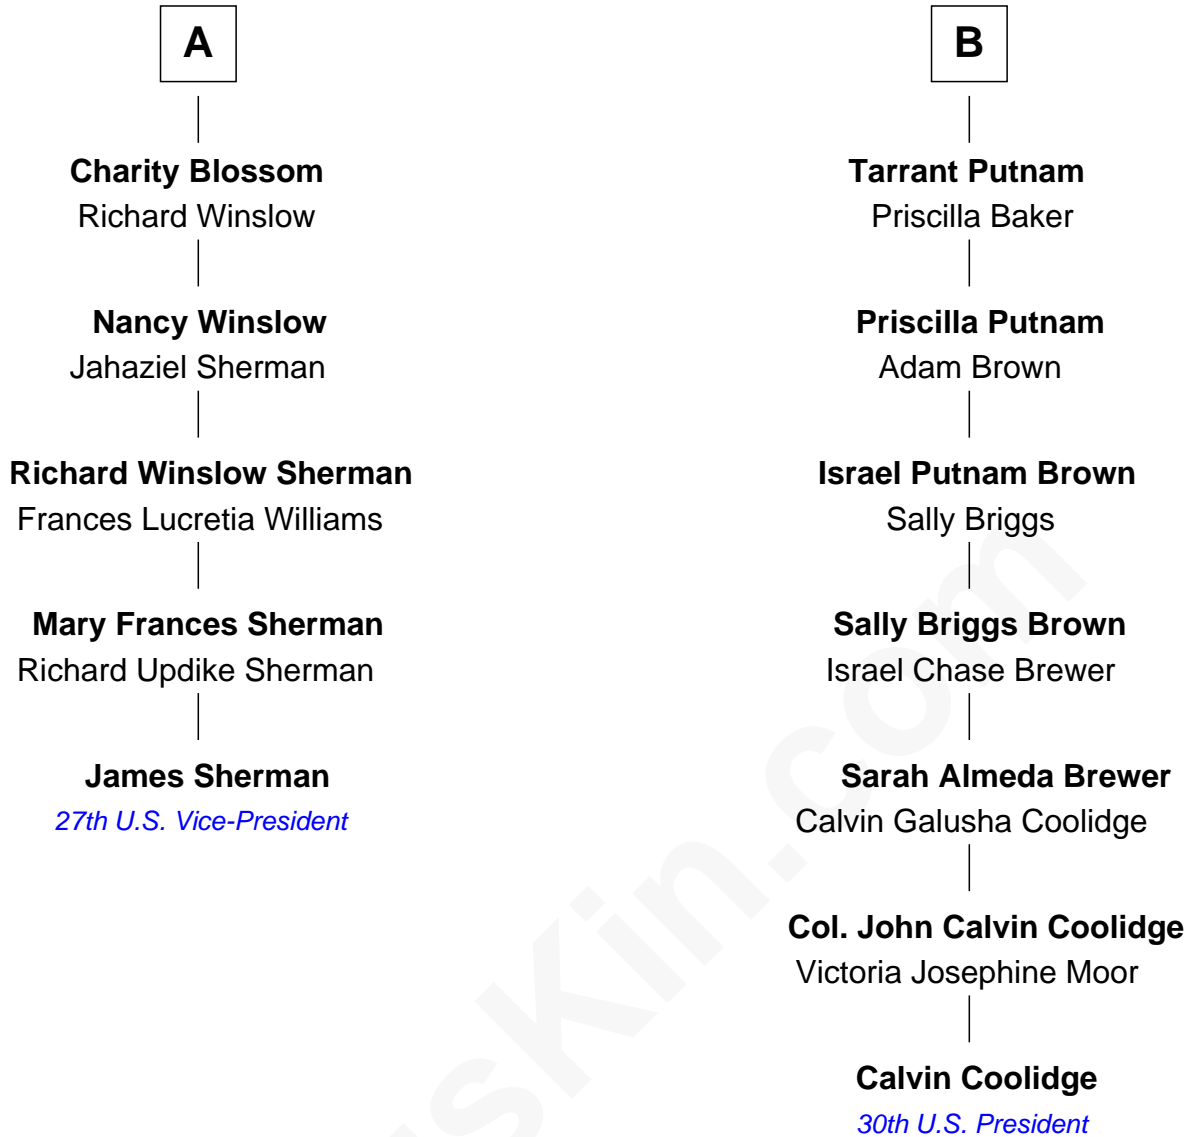 A
Charity Blossom
Richard Winslow
Nancy Winslow
Jahaziel Sherman
Richard Winslow Sherman
Frances Lucretia Williams
Mary Frances Sherman
Richard Updike Sherman
James Sherman
27th U.S. Vice-President
B
Tarrant Putnam
Priscilla Baker
Priscilla Putnam
Adam Brown
Israel Putnam Brown
Sally Briggs
Sally Briggs Brown
Israel Chase Brewer
Sarah Almeda Brewer
Calvin Galusha Coolidge
Col. John Calvin Coolidge
Victoria Josephine Moor
Calvin Coolidge
30th U.S. President